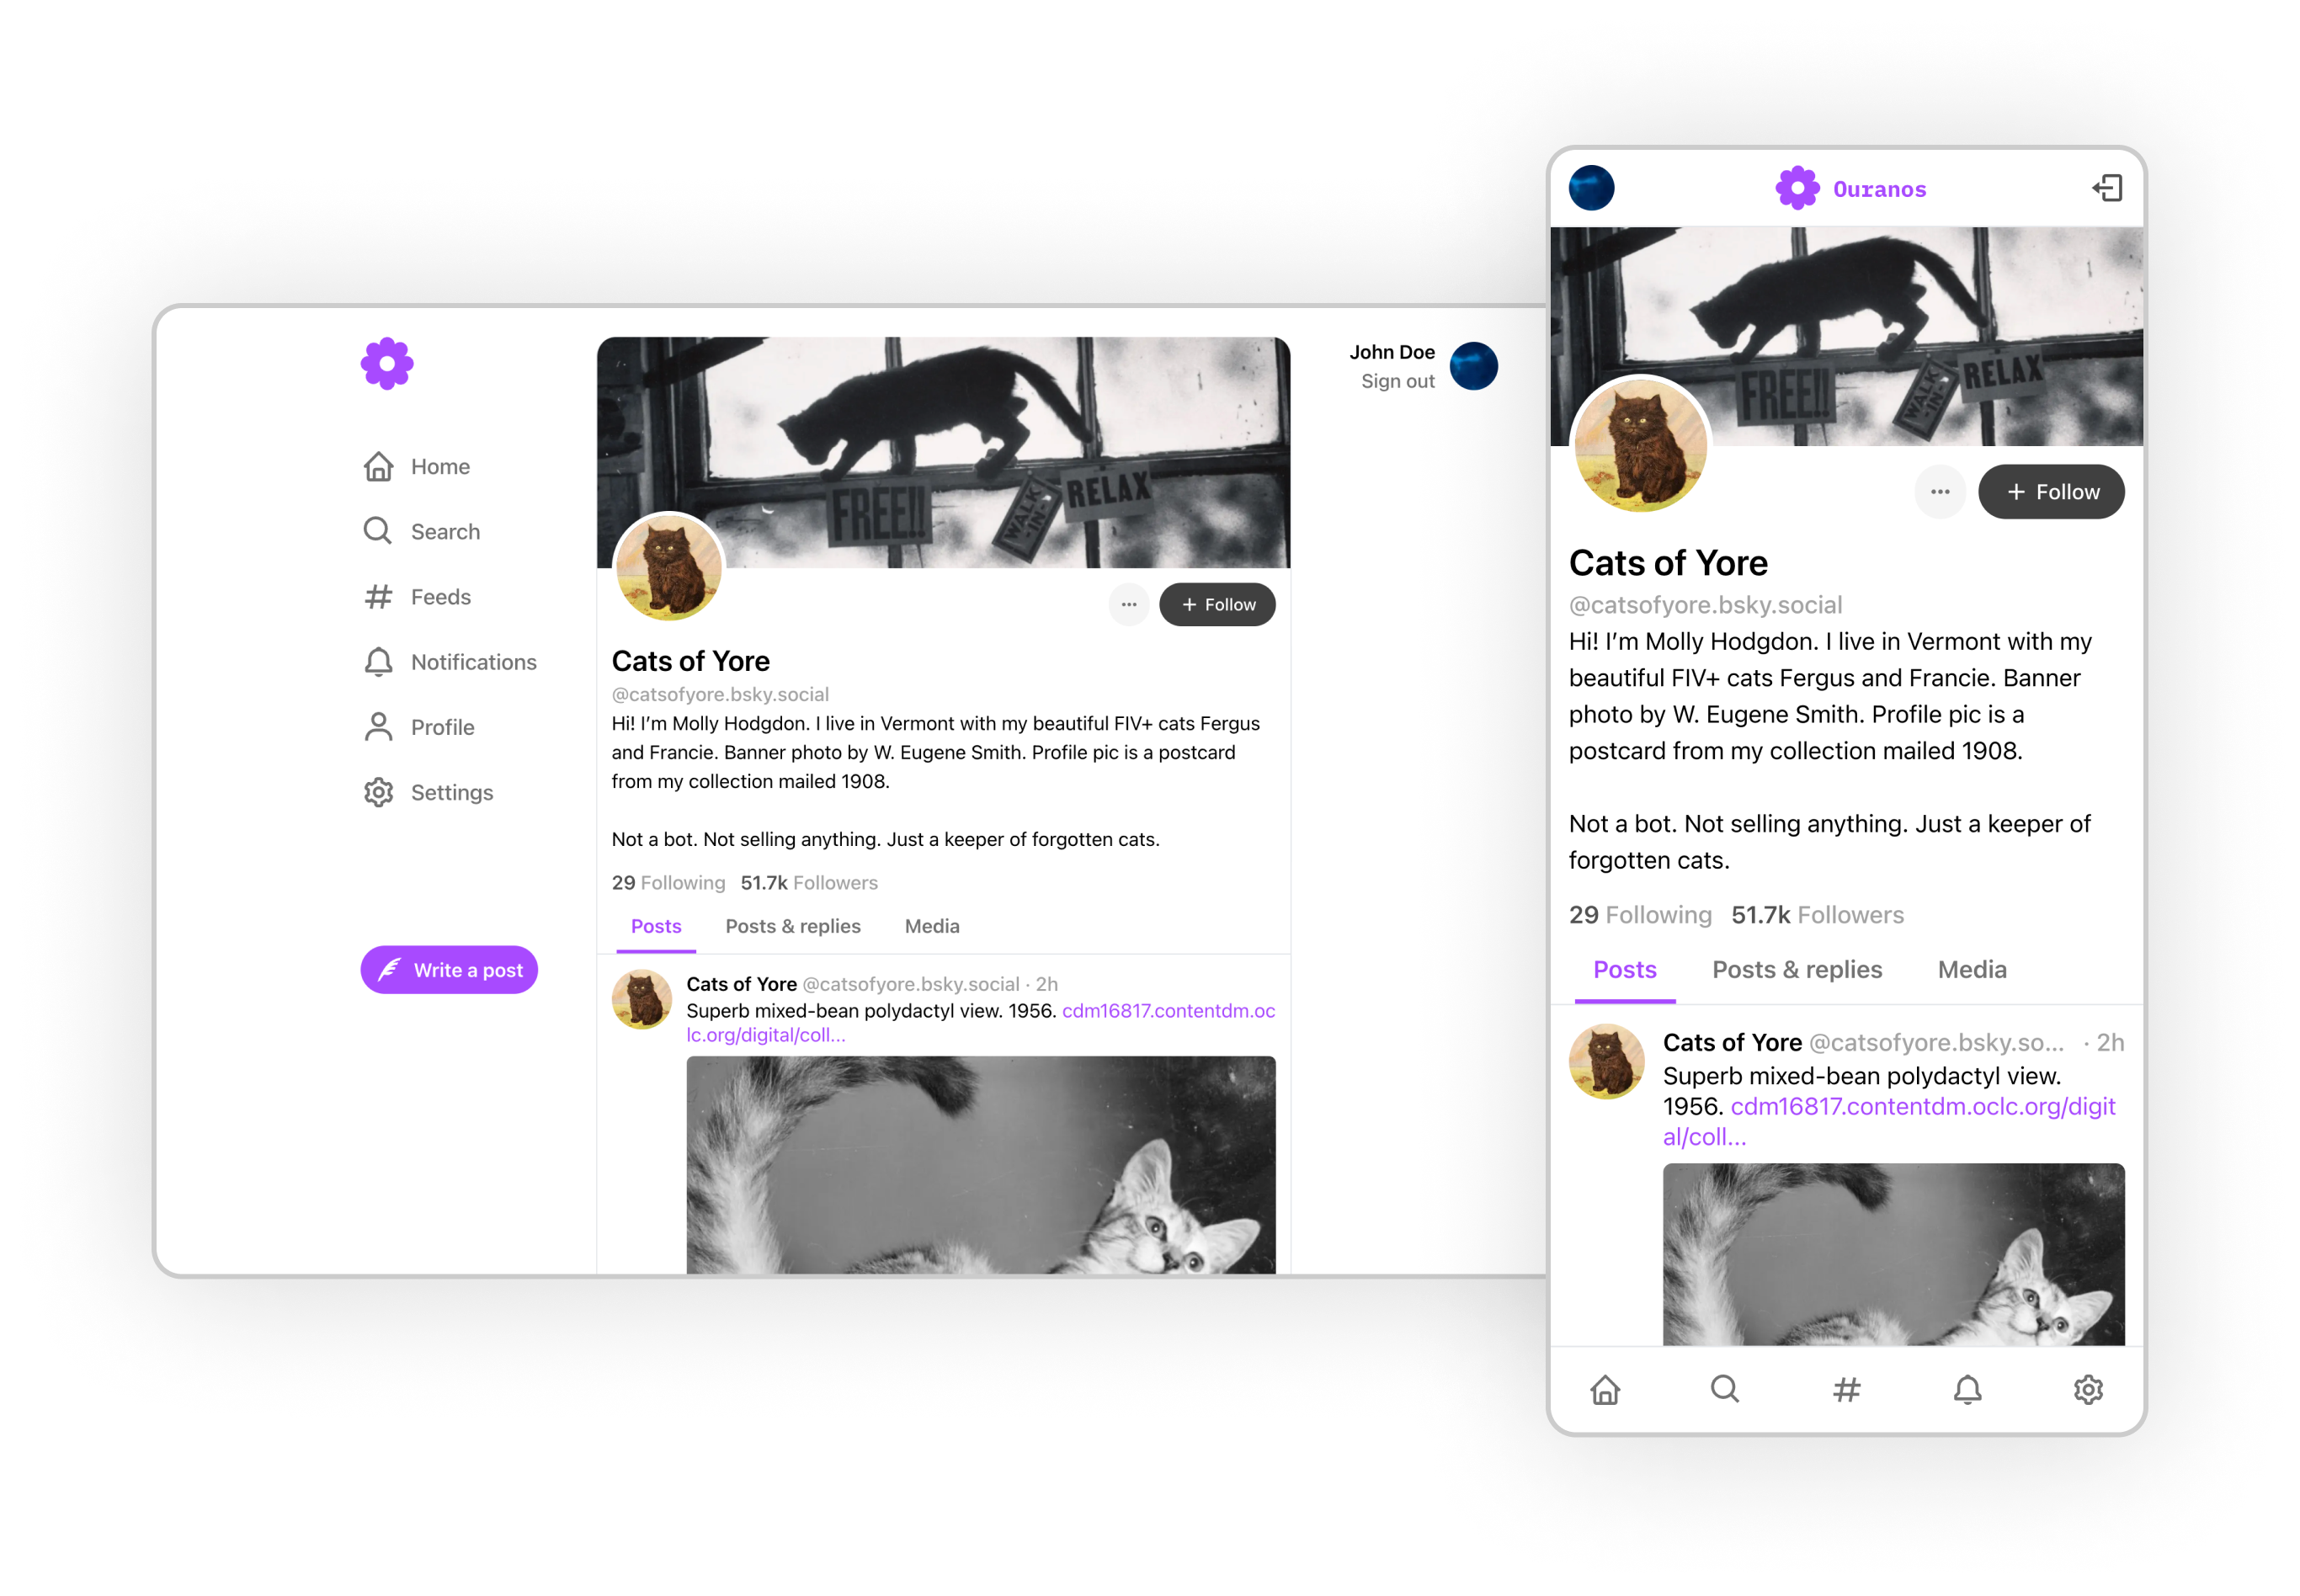 John Doe
Sign out
Home
Search
Feeds
Notifications
Profile
Settings
Write a post
FREE!!
WALK-
IN-
RELAX
+ Follow
Cats of Yore
@catsofyore.bsky.social
Hi! I’m Molly Hodgdon. I live in Vermont with my beautiful FIV+ cats Fergus
and Francie. Banner photo by W. Eugene Smith. Profile pic is a postcard
from my collection mailed 1908.
Not a bot. Not selling anything. Just a keeper of forgotten cats.
29 Following 51.7k Followers
Posts Posts & replies Media
Cats of Yore @catsofyore.bsky.social · 2h
Superb mixed-bean polydactyl view. 1956. cdm16817.contentdm.oc
lc.org/digital/coll...
Ouranos
FREE!!
WALK-
IN-
RELAX
+ Follow
Cats of Yore
@catsofyore.bsky.social
Hi! I’m Molly Hodgdon. I live in Vermont with my
beautiful FIV+ cats Fergus and Francie. Banner
photo by W. Eugene Smith. Profile pic is a
postcard from my collection mailed 1908.
Not a bot. Not selling anything. Just a keeper of
forgotten cats.
29 Following 51.7k Followers
Posts Posts & replies Media
Cats of Yore @catsofyore.bsky.so... · 2h
Superb mixed-bean polydactyl view.
1956. cdm16817.contentdm.oclc.org/digit
al/coll...